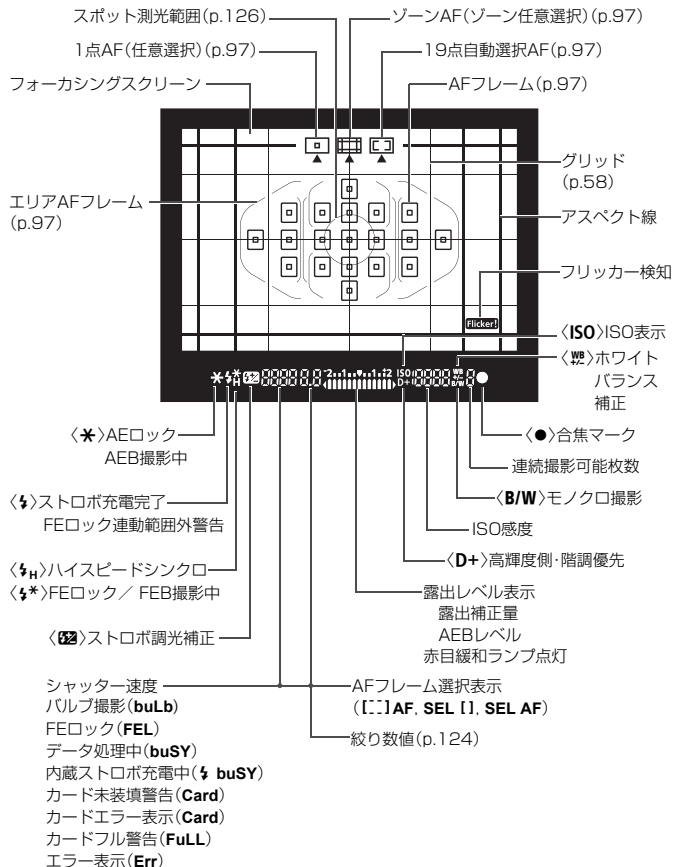 スポット測光範囲(p.126)
ゾーンAF(ゾーン任意選択)(p.97)
1点AF(任意選択)(p.97)
19点自動選択AF(p.97)
フォーカシングスクリーン
AFフレーム(p.97)
グリッド
(p.58)
エリアAFフレーム
(p.97)
アスペクト線
フリッカー検知
Flicker!
〈ISO〉ISO表示
〈WB+/-〉ホワイト
バランス
補正
-2..1..▼..1..+2 ISO D+ WB+/- B/W
〈✱〉AEロック
AEB撮影中
〈●〉合焦マーク
連続撮影可能枚数
〈B/W〉モノクロ撮影
〈⚡〉ストロボ充電完了
FEロック連動範囲外警告
ISO感度
〈D+〉高輝度側・階調優先
〈⚡H〉ハイスピードシンクロ
〈⚡*〉FEロック／ FEB撮影中
露出レベル表示
露出補正量
AEBレベル
赤目緩和ランプ点灯
〈⚡±〉ストロボ調光補正
シャッター速度
バルブ撮影(buLb)
FEロック(FEL)
データ処理中(buSY)
内蔵ストロボ充電中(⚡ buSY)
カード未装填警告(Card)
カードエラー表示(Card)
カードフル警告(FuLL)
エラー表示(Err)
AFフレーム選択表示
([ ] AF, SEL [ ], SEL AF)
絞り数値(p.124)